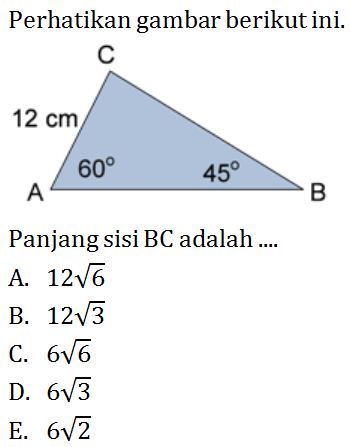 Perhatikan gambar berikut ini.
C
12 cm
60°
45°
A
B
Panjang sisi BC adalah ....
A. 12√6
B. 12√3
C. 6√6
D. 6√3
E. 6√2